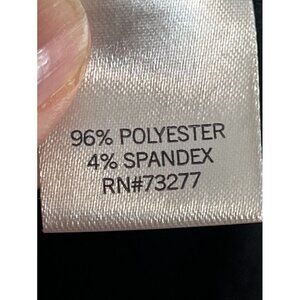 96% POLYESTER
4% SPANDEX
RN#73277